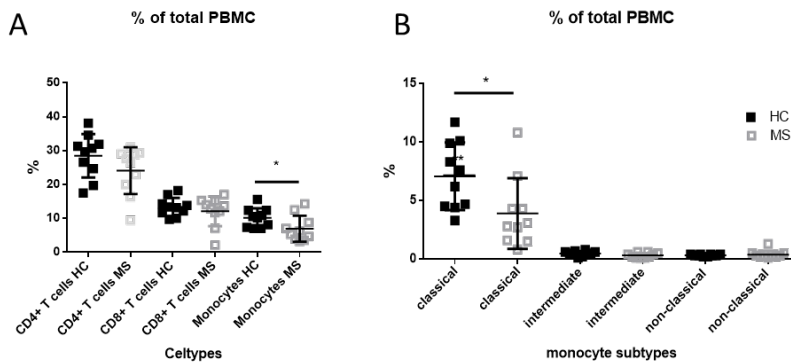 A
% of total PBMC
50
40
30
20
10
0
%
*
CD4+ T cells HC
CD4+ T cells MS
CD8+ T cells HC
CD8+ T cells MS
Monocytes HC
Monocytes MS
Celtypes
B
% of total PBMC
15
10
5
0
%
*
HC
MS
classical
classical
intermediate
intermediate
non-classical
non-classical
monocyte subtypes